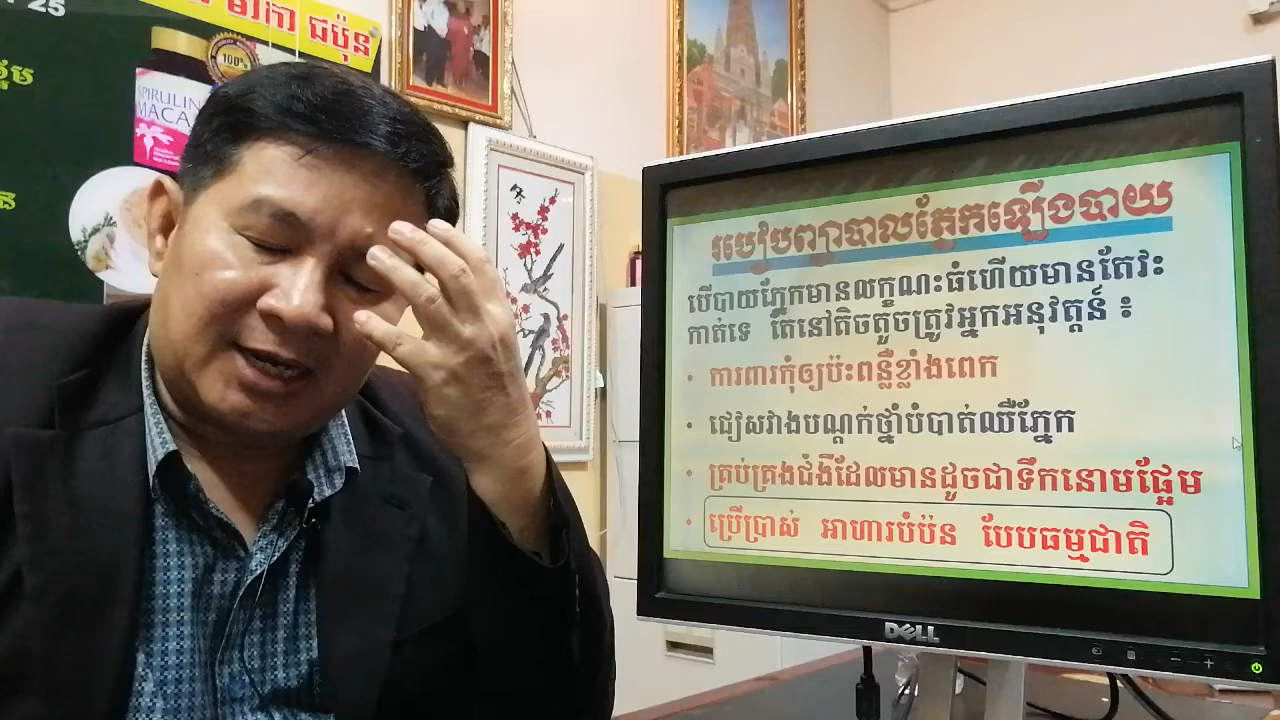 25
ម៉ាកា ជប៉ុន
100%
SPIRULIN
MACA
របៀបព្យាបាលភ្នែកឡើងបាយ
បើបាយភ្នែកមានលក្ខណះធំហើយមានតែវះ
កាត់ទេ តែនៅតិចតួចត្រូវអ្នកអនុវត្តន៍ ៖
• ការពារកុំឲ្យប៉ះពន្លឺខ្លាំងពេក
• ជៀសវាងបណ្តក់ថ្នាំបំបាត់ឈឺភ្នែក
• គ្រប់គ្រងជំងឺដែលមានដូចជាទឹកនោមផ្អែម
• ប្រើប្រាស់ អាហារបំប៉ន បែបធម្មជាតិ
DELL